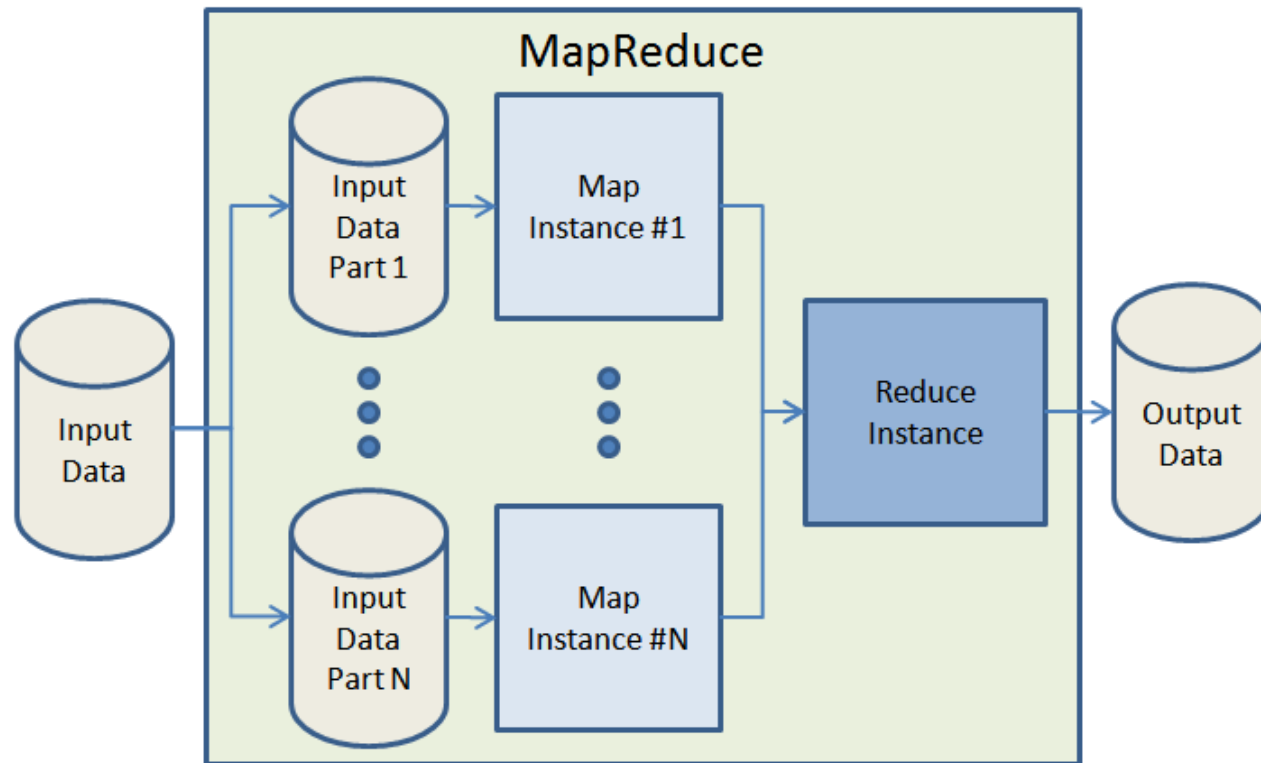 MapReduce
Input
Data
Part 1
Map
Instance #1
Input
Data
Reduce
Instance
Output
Data
Input
Data
Part N
Map
Instance #N